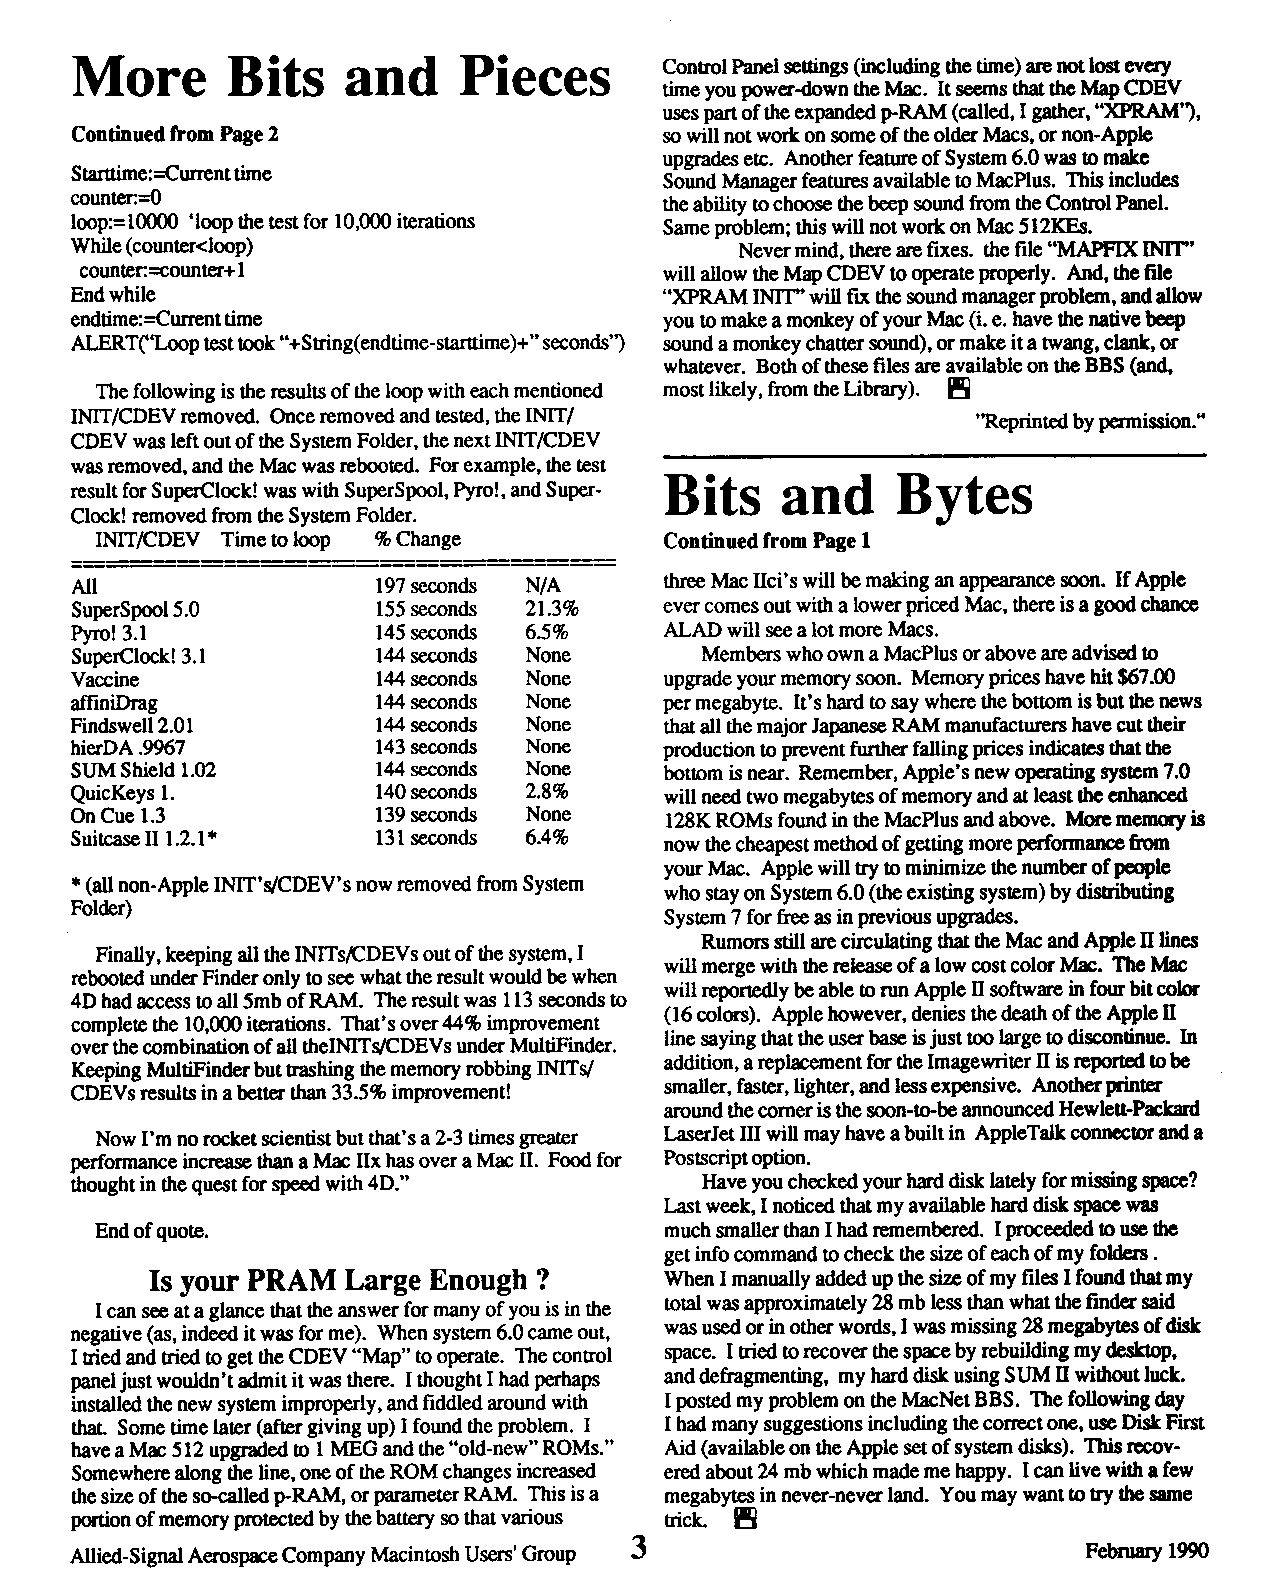 More Bits and Pieces
Continued from Page 2
Starttime:=Current time
counter:=0
loop:=10000  ‘loop the test for 10,000 iterations
While (counter<loop)
counter:=counter+1
End while
endtime:=Current time
ALERT(“Loop test took “+String(endtime-starttime)+” seconds”)
The following is the results of the loop with each mentioned
INIT/CDEV removed. Once removed and tested, the INIT/
CDEV was left out of the System Folder, the next INIT/CDEV
was removed, and the Mac was rebooted. For example, the test
result for SuperClock! was with SuperSpool, Pyro!, and Super-
Clock! removed from the System Folder.
INIT/CDEV Time to loop % Change
All 197 seconds N/A
SuperSpool 5.0 155 seconds 21.3%
Pyro! 3.1 145 seconds 6.5%
SuperClock! 3.1 144 seconds None
Vaccine 144 seconds None
affiniDrag 144 seconds None
Findswell 2.01 144 seconds None
hierDA .9967 143 seconds None
SUM Shield 1.02 144 seconds None
QuicKeys 1. 140 seconds 2.8%
On Cue 1.3 139 seconds None
Suitcase II 1.2.1* 131 seconds 6.4%
* (all non-Apple INIT’s/CDEV’s now removed from System
Folder)
Finally, keeping all the INITs/CDEVs out of the system, I
rebooted under Finder only to see what the result would be when
4D had access to all 5mb of RAM. The result was 113 seconds to
complete the 10,000 iterations. That’s over 44% improvement
over the combination of all theINITs/CDEVs under MultiFinder.
Keeping MultiFinder but trashing the memory robbing INITs/
CDEVs results in a better than 33.5% improvement!
Now I’m no rocket scientist but that’s a 2-3 times greater
performance increase than a Mac IIx has over a Mac II. Food for
thought in the quest for speed with 4D.”
End of quote.
Is your PRAM Large Enough ?
I can see at a glance that the answer for many of you is in the
negative (as, indeed it was for me). When system 6.0 came out,
I tried and tried to get the CDEV “Map” to operate. The control
panel just wouldn’t admit it was there. I thought I had perhaps
installed the new system improperly, and fiddled around with
that. Some time later (after giving up) I found the problem. I
have a Mac 512 upgraded to 1 MEG and the “old-new” ROMs.”
Somewhere along the line, one of the ROM changes increased
the size of the so-called p-RAM, or parameter RAM. This is a
portion of memory protected by the battery so that various
Control Panel settings (including the time) are not lost every
time you power-down the Mac. It seems that the Map CDEV
uses part of the expanded p-RAM (called, I gather, “XPRAM”),
so will not work on some of the older Macs, or non-Apple
upgrades etc. Another feature of System 6.0 was to make
Sound Manager features available to MacPlus. This includes
the ability to choose the beep sound from the Control Panel.
Same problem; this will not work on Mac 512KEs.
Never mind, there are fixes. the file “MAPFIX INIT”
will allow the Map CDEV to operate properly. And, the file
“XPRAM INIT” will fix the sound manager problem, and allow
you to make a monkey of your Mac (i. e. have the native beep
sound a monkey chatter sound), or make it a twang, clank, or
whatever. Both of these files are available on the BBS (and,
most likely, from the Library).
"Reprinted by permission."
Bits and Bytes
Continued from Page 1
three Mac IIci’s will be making an appearance soon. If Apple
ever comes out with a lower priced Mac, there is a good chance
ALAD will see a lot more Macs.
Members who own a MacPlus or above are advised to
upgrade your memory soon. Memory prices have hit $67.00
per megabyte. It’s hard to say where the bottom is but the news
that all the major Japanese RAM manufacturers have cut their
production to prevent further falling prices indicates that the
bottom is near. Remember, Apple’s new operating system 7.0
will need two megabytes of memory and at least the enhanced
128K ROMs found in the MacPlus and above. More memory is
now the cheapest method of getting more performance from
your Mac. Apple will try to minimize the number of people
who stay on System 6.0 (the existing system) by distributing
System 7 for free as in previous upgrades.
Rumors still are circulating that the Mac and Apple II lines
will merge with the release of a low cost color Mac. The Mac
will reportedly be able to run Apple II software in four bit color
(16 colors). Apple however, denies the death of the Apple II
line saying that the user base is just too large to discontinue. In
addition, a replacement for the Imagewriter II is reported to be
smaller, faster, lighter, and less expensive. Another printer
around the corner is the soon-to-be announced Hewlett-Packard
LaserJet III will may have a built in AppleTalk connector and a
Postscript option.
Have you checked your hard disk lately for missing space?
Last week, I noticed that my available hard disk space was
much smaller than I had remembered. I proceeded to use the
get info command to check the size of each of my folders .
When I manually added up the size of my files I found that my
total was approximately 28 mb less than what the finder said
was used or in other words, I was missing 28 megabytes of disk
space. I tried to recover the space by rebuilding my desktop,
and defragmenting, my hard disk using SUM II without luck.
I posted my problem on the MacNet BBS. The following day
I had many suggestions including the correct one, use Disk First
Aid (available on the Apple set of system disks). This recov-
ered about 24 mb which made me happy. I can live with a few
megabytes in never-never land. You may want to try the same
trick.
Allied-Signal Aerospace Company Macintosh Users' Group 3 February 1990